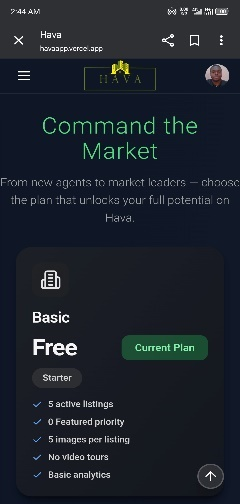 2:44 AM
Hava
havaapp.vercel.app
HAVA
Command the
Market
From new agents to market leaders — choose
the plan that unlocks your full potential on
Hava.
Basic
Free
Current Plan
Starter
5 active listings
0 Featured priority
5 images per listing
No video tours
Basic analytics